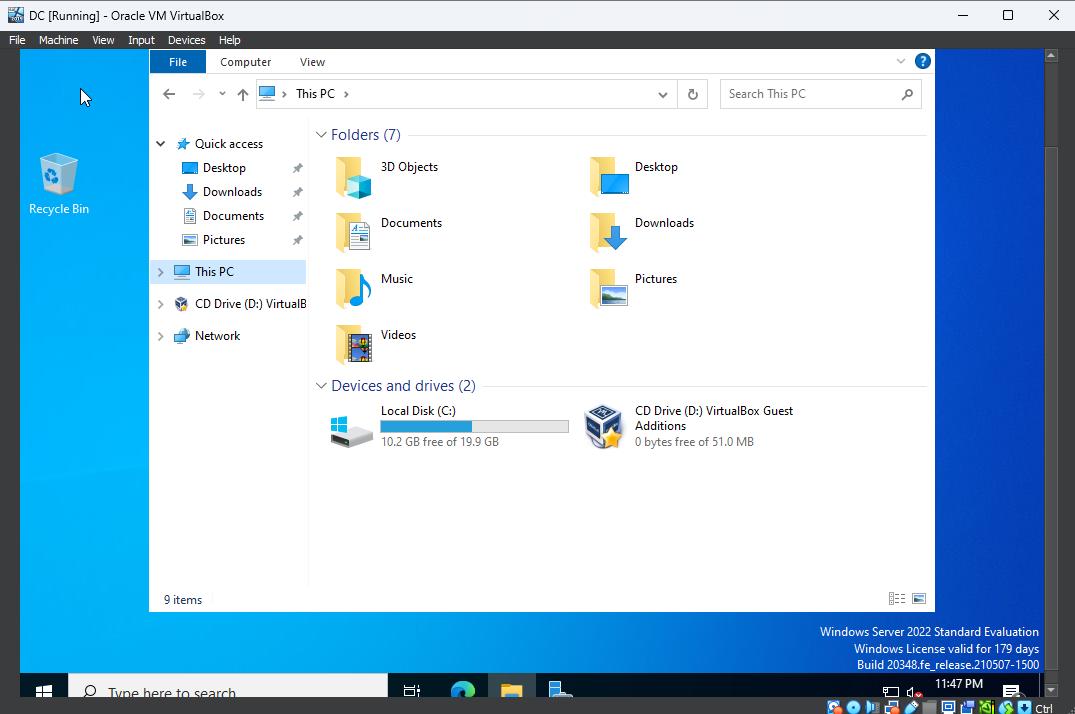 DC [Running] - Oracle VM VirtualBox
File Machine View Input Devices Help
File Computer View
?
This PC
Search This PC
Quick access
Desktop
Downloads
Documents
Pictures
This PC
CD Drive (D:) VirtualB
Network
Folders (7)
3D Objects
Desktop
Documents
Downloads
Music
Pictures
Videos
Devices and drives (2)
Local Disk (C:)
10.2 GB free of 19.9 GB
CD Drive (D:) VirtualBox Guest
Additions
0 bytes free of 51.0 MB
9 items
Recycle Bin
Windows Server 2022 Standard Evaluation
Windows License valid for 179 days
Build 20348.fe_release.210507-1500
Type here to search
11:47 PM
Ctrl